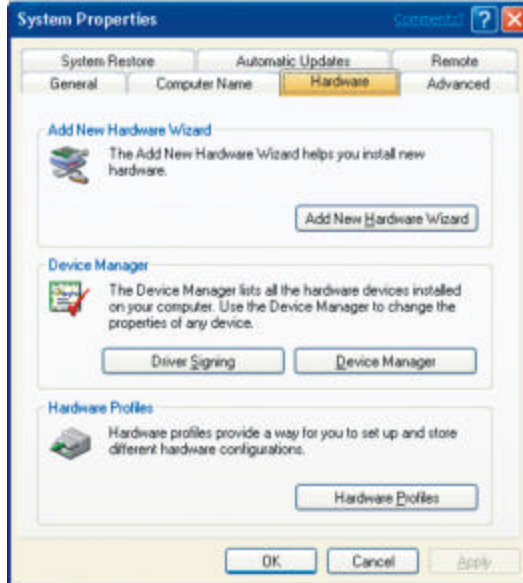 System Properties Comments?
System Restore Automatic Updates Remote
General Computer Name Hardware Advanced
Add New Hardware Wizard
The Add New Hardware Wizard helps you install new
hardware.
Add New Hardware Wizard
Device Manager
The Device Manager lists all the hardware devices installed
on your computer. Use the Device Manager to change the
properties of any device.
Driver Signing Device Manager
Hardware Profiles
Hardware profiles provide a way for you to set up and store
different hardware configurations.
Hardware Profiles
OK Cancel Apply